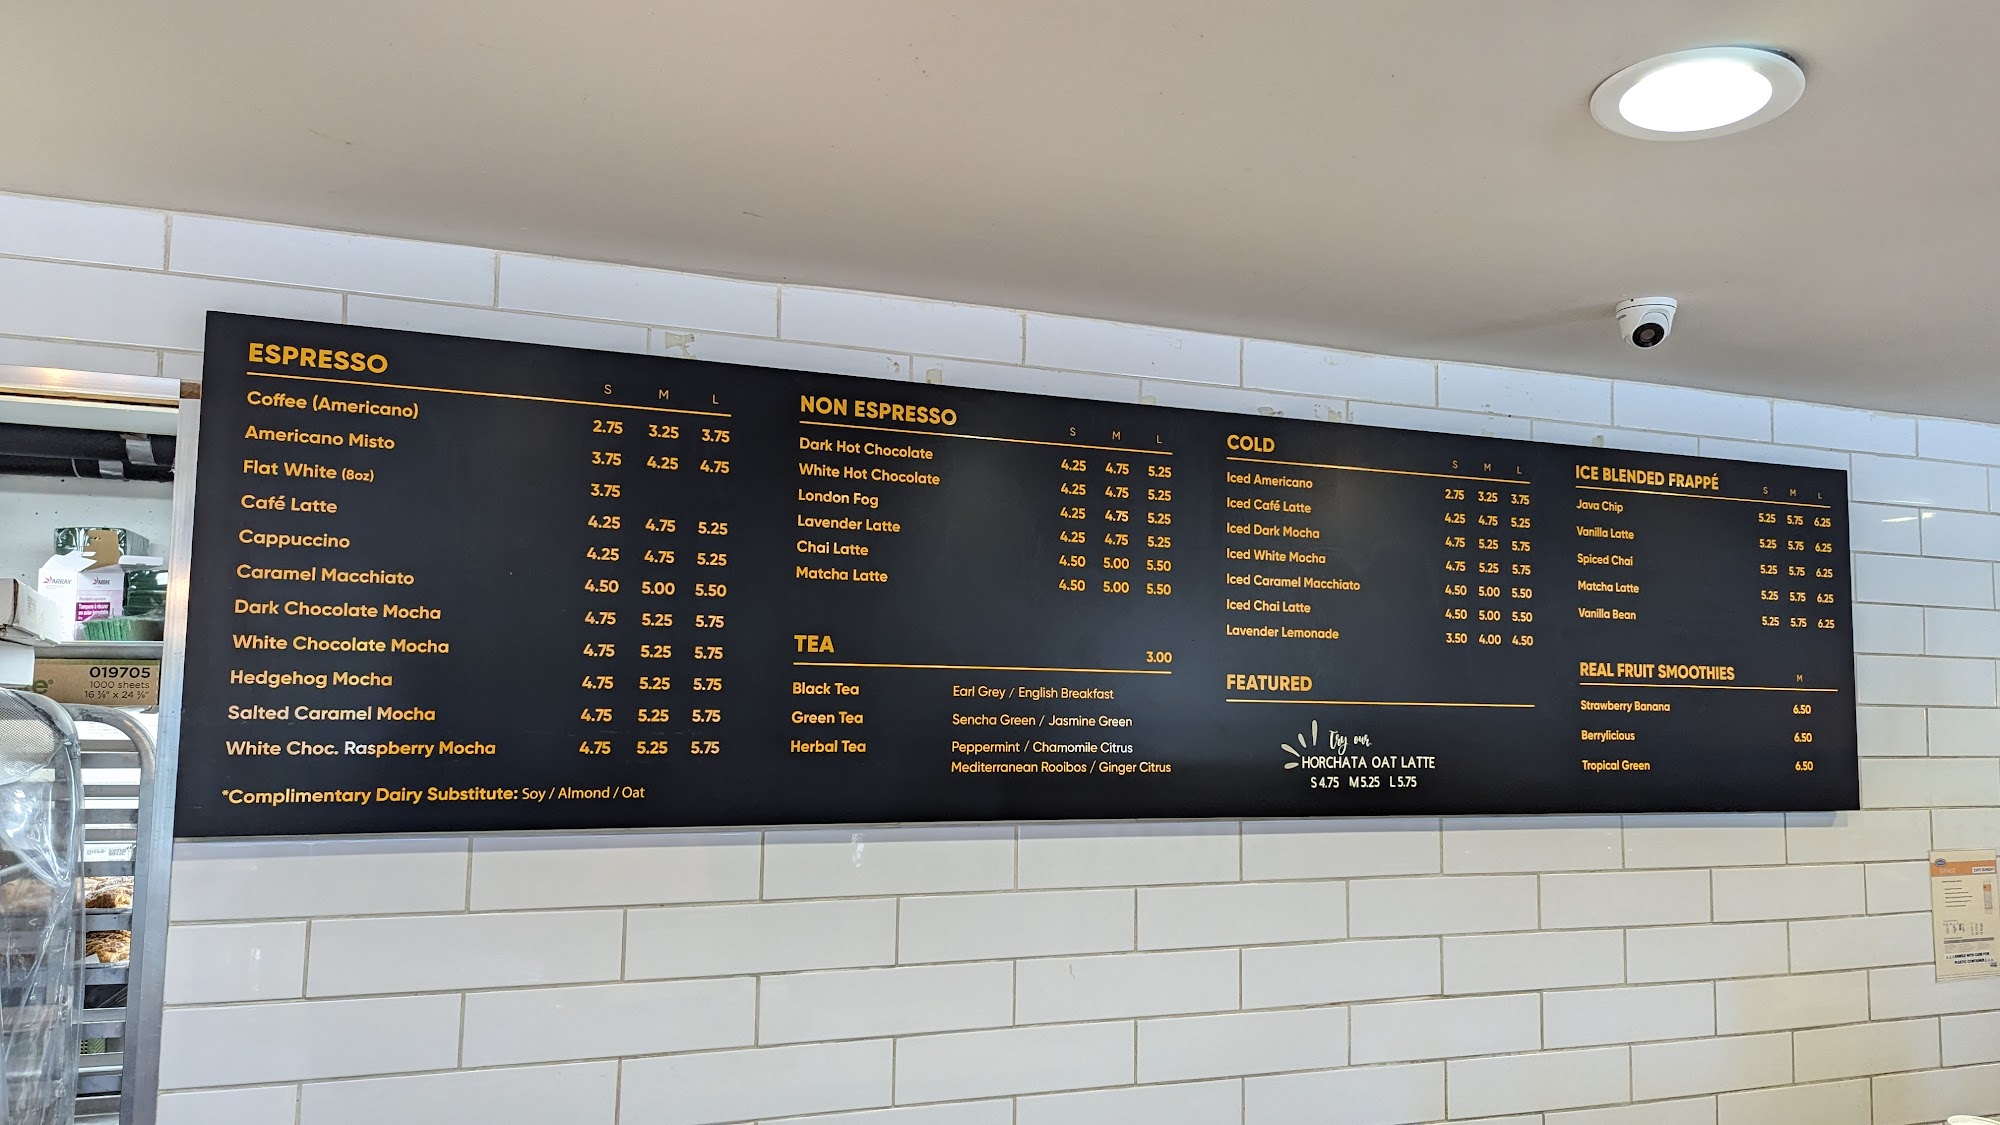 ESPRESSO
S M L
Coffee (Americano) 2.75 3.25 3.75
Americano Misto 3.75 4.25 4.75
Flat White (8oz) 3.75
Café Latte 4.25 4.75 5.25
Cappuccino 4.25 4.75 5.25
Caramel Macchiato 4.50 5.00 5.50
Dark Chocolate Mocha 4.75 5.25 5.75
White Chocolate Mocha 4.75 5.25 5.75
Hedgehog Mocha 4.75 5.25 5.75
Salted Caramel Mocha 4.75 5.25 5.75
White Choc. Raspberry Mocha 4.75 5.25 5.75
*Complimentary Dairy Substitute: Soy / Almond / Oat
NON ESPRESSO
S M L
Dark Hot Chocolate 4.25 4.75 5.25
White Hot Chocolate 4.25 4.75 5.25
London Fog 4.25 4.75 5.25
Lavender Latte 4.25 4.75 5.25
Chai Latte 4.50 5.00 5.50
Matcha Latte 4.50 5.00 5.50
TEA 3.00
Black Tea Earl Grey / English Breakfast
Green Tea Sencha Green / Jasmine Green
Herbal Tea Peppermint / Chamomile Citrus
Mediterranean Rooibos / Ginger Citrus
COLD
S M L
Iced Americano 2.75 3.25 3.75
Iced Café Latte 4.25 4.75 5.25
Iced Dark Mocha 4.75 5.25 5.75
Iced White Mocha 4.75 5.25 5.75
Iced Caramel Macchiato 4.50 5.00 5.50
Iced Chai Latte 4.50 5.00 5.50
Lavender Lemonade 3.50 4.00 4.50
FEATURED
Try our
HORCHATA OAT LATTE
S 4.75 M 5.25 L 5.75
ICE BLENDED FRAPPÉ
S M L
Java Chip 5.25 5.75 6.25
Vanilla Latte 5.25 5.75 6.25
Spiced Chai 5.25 5.75 6.25
Matcha Latte 5.25 5.75 6.25
Vanilla Bean 5.25 5.75 6.25
REAL FRUIT SMOOTHIES M
Strawberry Banana 6.50
Berrylicious 6.50
Tropical Green 6.50
ARRAY
ARRAY
019705
1000 sheets
16 ⅜" x 24 ⅜"